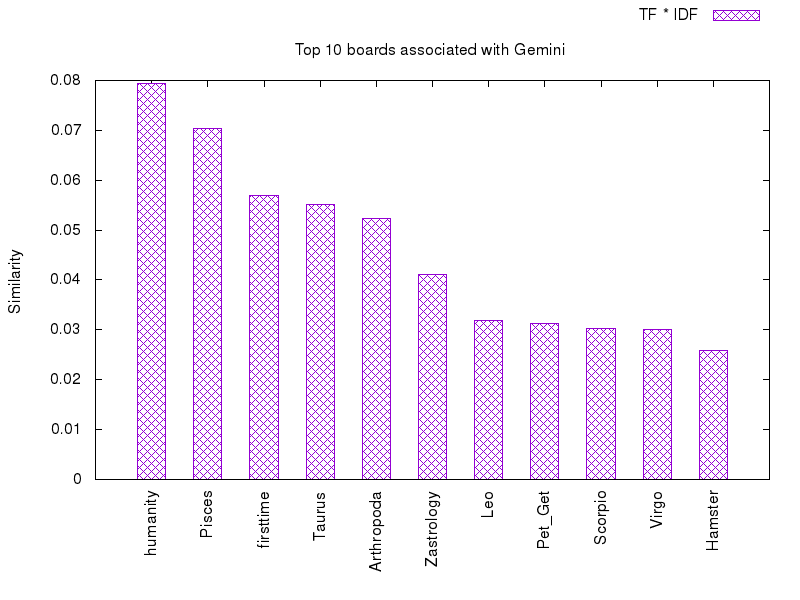 TF * IDF
Top 10 boards associated with Gemini
Similarity
0.08
0.07
0.06
0.05
0.04
0.03
0.02
0.01
0
humanity
Pisces
firsttime
Taurus
Arthropoda
Zastrology
Leo
Pet_Get
Scorpio
Virgo
Hamster